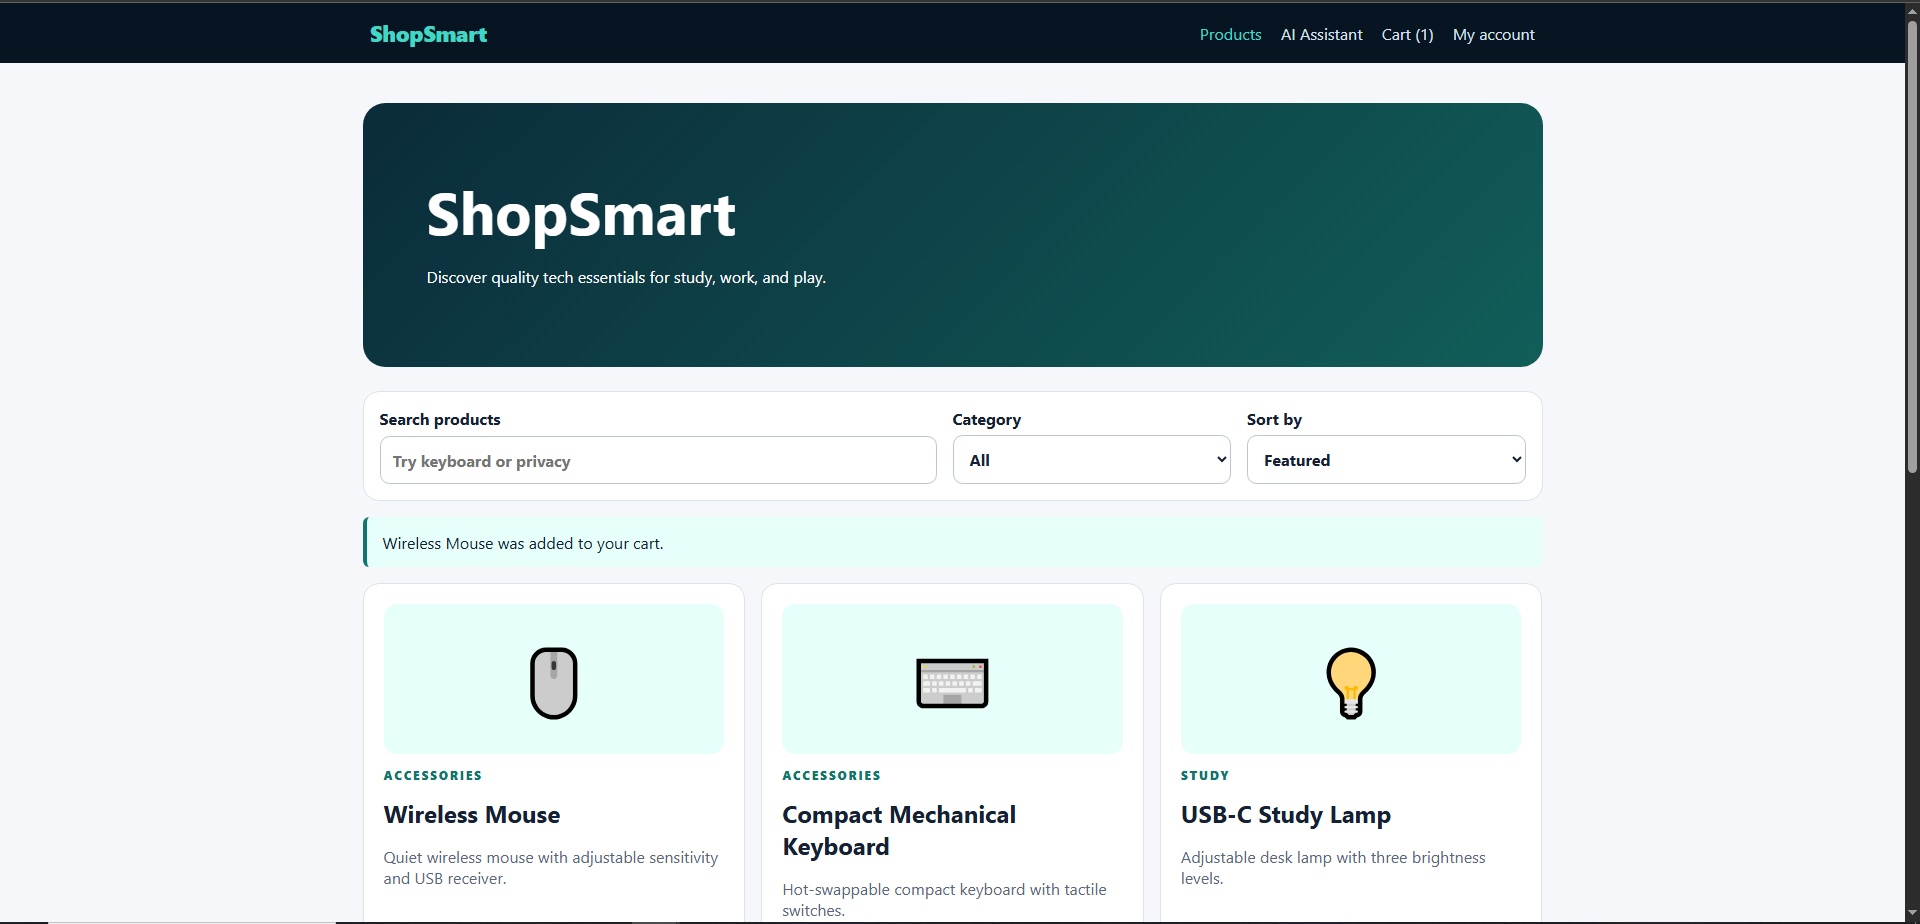 ShopSmart
Products
AI Assistant
Cart (1)
My account
ShopSmart
Discover quality tech essentials for study, work, and play.
Search products
Category
Sort by
Try keyboard or privacy
All
Featured
Wireless Mouse was added to your cart.
ACCESSORIES
Wireless Mouse
Quiet wireless mouse with adjustable sensitivity
and USB receiver.
ACCESSORIES
Compact Mechanical
Keyboard
Hot-swappable compact keyboard with tactile
switches.
STUDY
USB-C Study Lamp
Adjustable desk lamp with three brightness
levels.